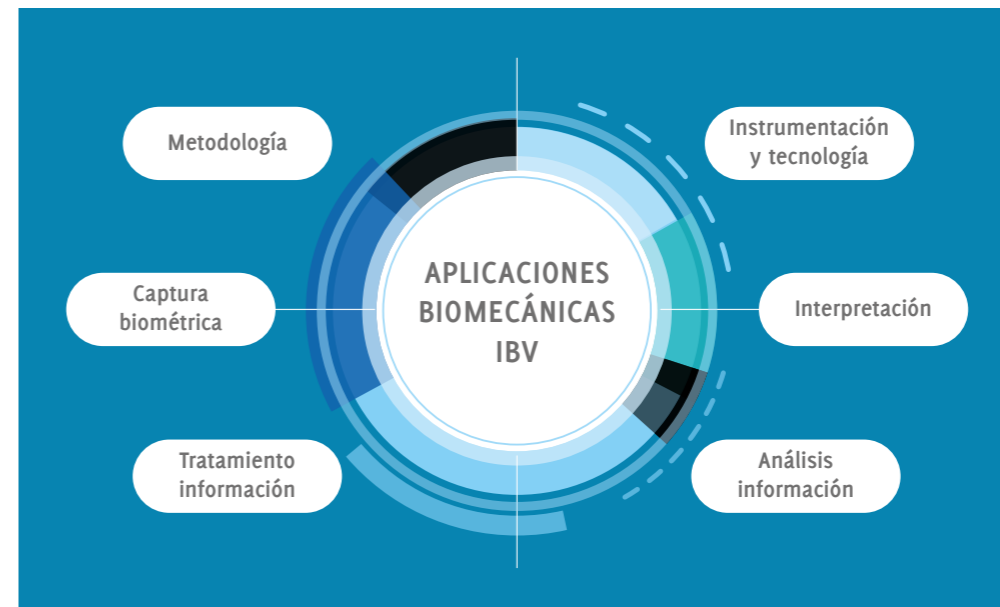 Metodología
Instrumentación
y tecnología
APLICACIONES
BIOMECÁNICAS
IBV
Captura
biométrica
Interpretación
Tratamiento
información
Análisis
información